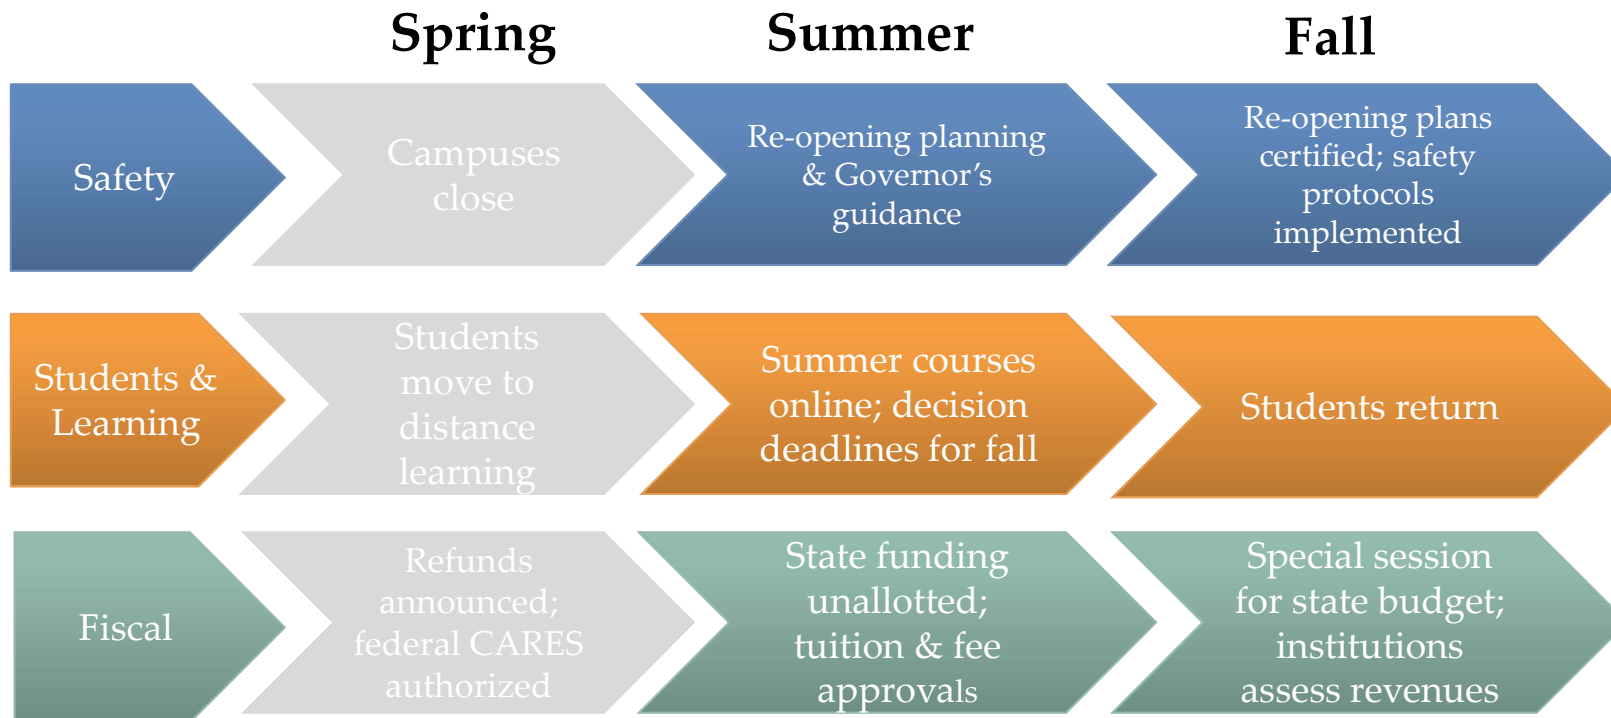 Spring
Summer
Fall
Safety
Campuses
close
Re-opening planning
& Governor’s
guidance
Re-opening plans
certified; safety
protocols
implemented
Students &
Learning
Students
move to
distance
learning
Summer courses
online; decision
deadlines for fall
Students return
Fiscal
Refunds
announced;
federal CARES
authorized
State funding
unallotted;
tuition & fee
approvals
Special session
for state budget;
institutions
assess revenues